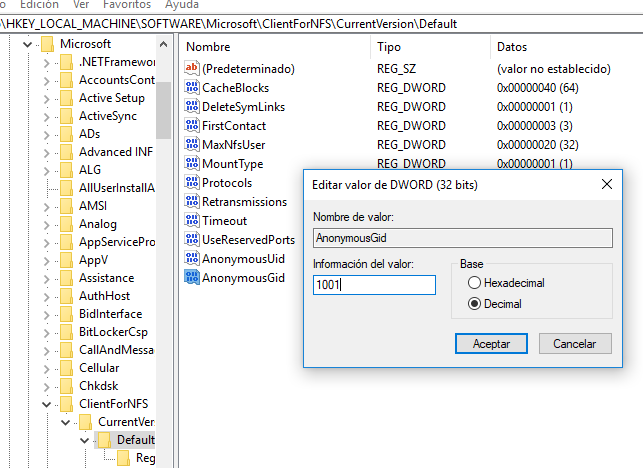 Edición Ver Favoritos Ayuda
\HKEY_LOCAL_MACHINE\SOFTWARE\Microsoft\ClientForNFS\CurrentVersion\Default
Microsoft
.NETFramework
AccountsCont
Active Setup
ActiveSync
ADs
Advanced INF
ALG
AllUserInstallA
AMSI
Analog
AppServicePro
AppV
Assistance
AuthHost
BidInterface
BitLockerCsp
CallAndMessa
Cellular
Chkdsk
ClientForNFS
CurrentVers
Default
Reg
Nombre Tipo Datos
(Predeterminado) REG_SZ (valor no establecido)
CacheBlocks REG_DWORD 0x00000040 (64)
DeleteSymLinks REG_DWORD 0x00000001 (1)
FirstContact REG_DWORD 0x00000003 (3)
MaxNfsUser REG_DWORD 0x00000020 (32)
MountType REG_DWORD 0x00000001 (1)
Protocols
Retransmissions
Timeout
UseReservedPorts
AnonymousUid
AnonymousGid
Editar valor de DWORD (32 bits)
Nombre de valor:
AnonymousGid
Información del valor:
1001
Base
Hexadecimal
Decimal
Aceptar Cancelar